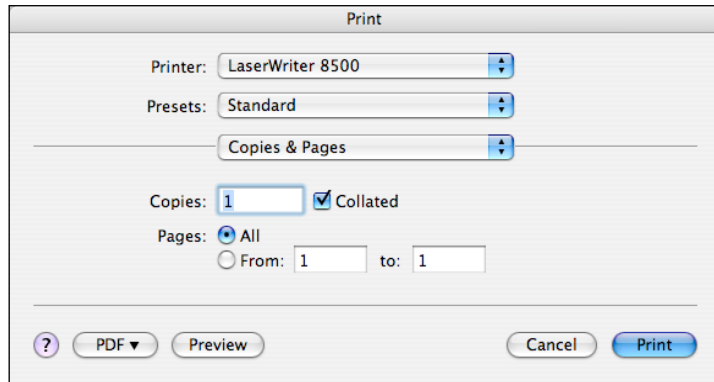 Print
Printer: LaserWriter 8500
Presets: Standard
Copies & Pages
Copies: 1 Collated
Pages: All
From: 1 to: 1
? PDF ▼ Preview Cancel Print